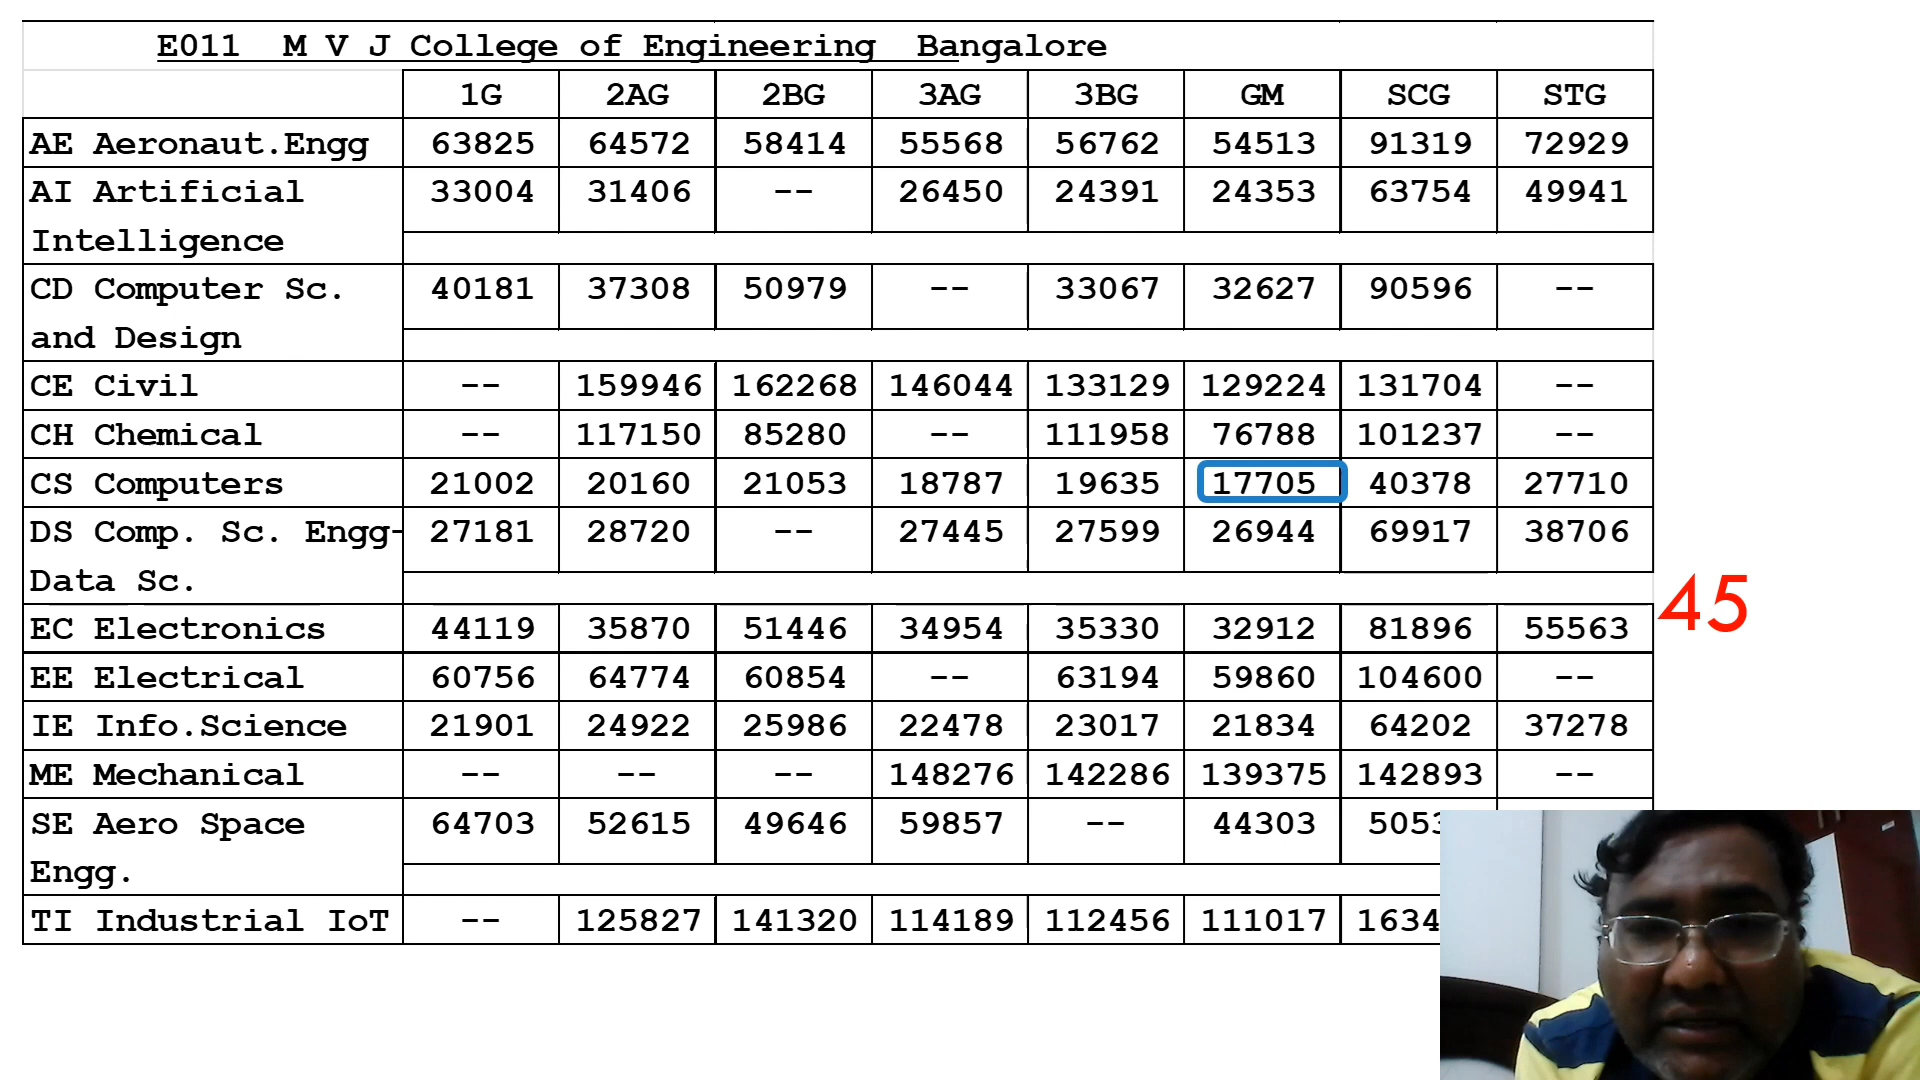 E011 M V J College of Engineering Bangalore
1G 2AG 2BG 3AG 3BG GM SCG STG
AE Aeronaut.Engg 63825 64572 58414 55568 56762 54513 91319 72929
AI Artificial 33004 31406 -- 26450 24391 24353 63754 49941
Intelligence
CD Computer Sc. 40181 37308 50979 -- 33067 32627 90596 --
and Design
CE Civil -- 159946 162268 146044 133129 129224 131704 --
CH Chemical -- 117150 85280 -- 111958 76788 101237 --
CS Computers 21002 20160 21053 18787 19635 17705 40378 27710
DS Comp. Sc. Engg- 27181 28720 -- 27445 27599 26944 69917 38706
Data Sc.
45
EC Electronics 44119 35870 51446 34954 35330 32912 81896 55563
EE Electrical 60756 64774 60854 -- 63194 59860 104600 --
IE Info.Science 21901 24922 25986 22478 23017 21834 64202 37278
ME Mechanical -- -- -- 148276 142286 139375 142893 --
SE Aero Space 64703 52615 49646 59857 -- 44303
Engg.
TI Industrial IoT -- 125827 141320 114189 112456 111017